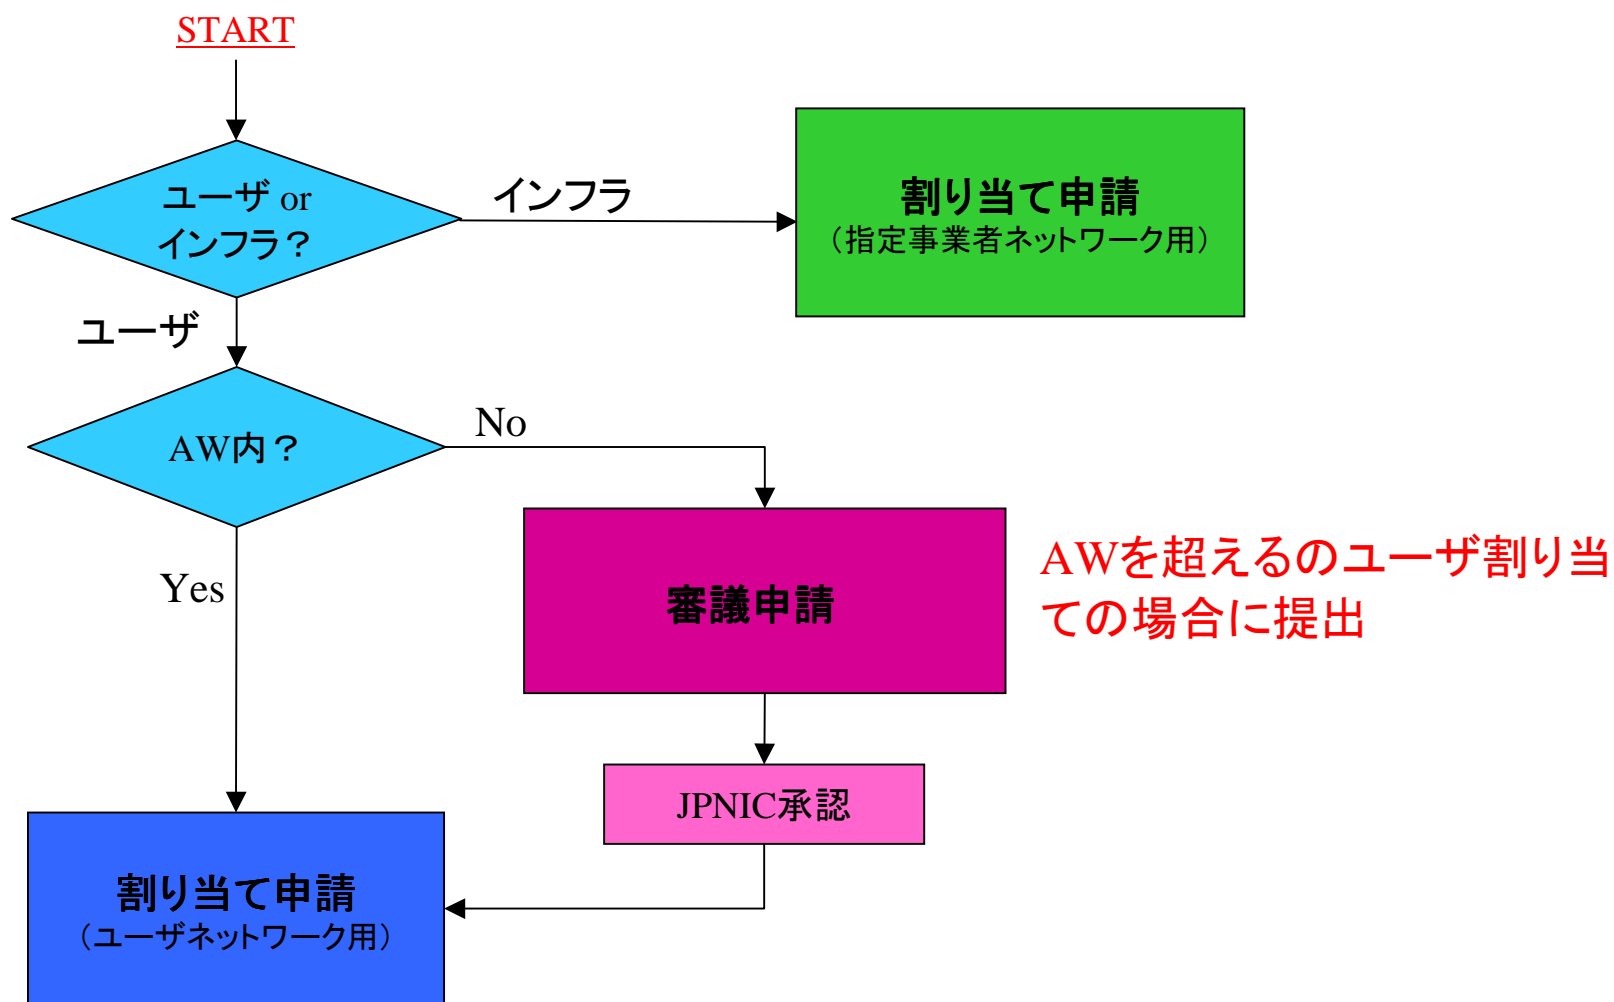 START
ユーザ or
インフラ？
インフラ
割り当て申請
（指定事業者ネットワーク用）
ユーザ
AW内？
No
Yes
審議申請
AWを超えるのユーザ割り当
ての場合に提出
JPNIC承認
割り当て申請
（ユーザネットワーク用）